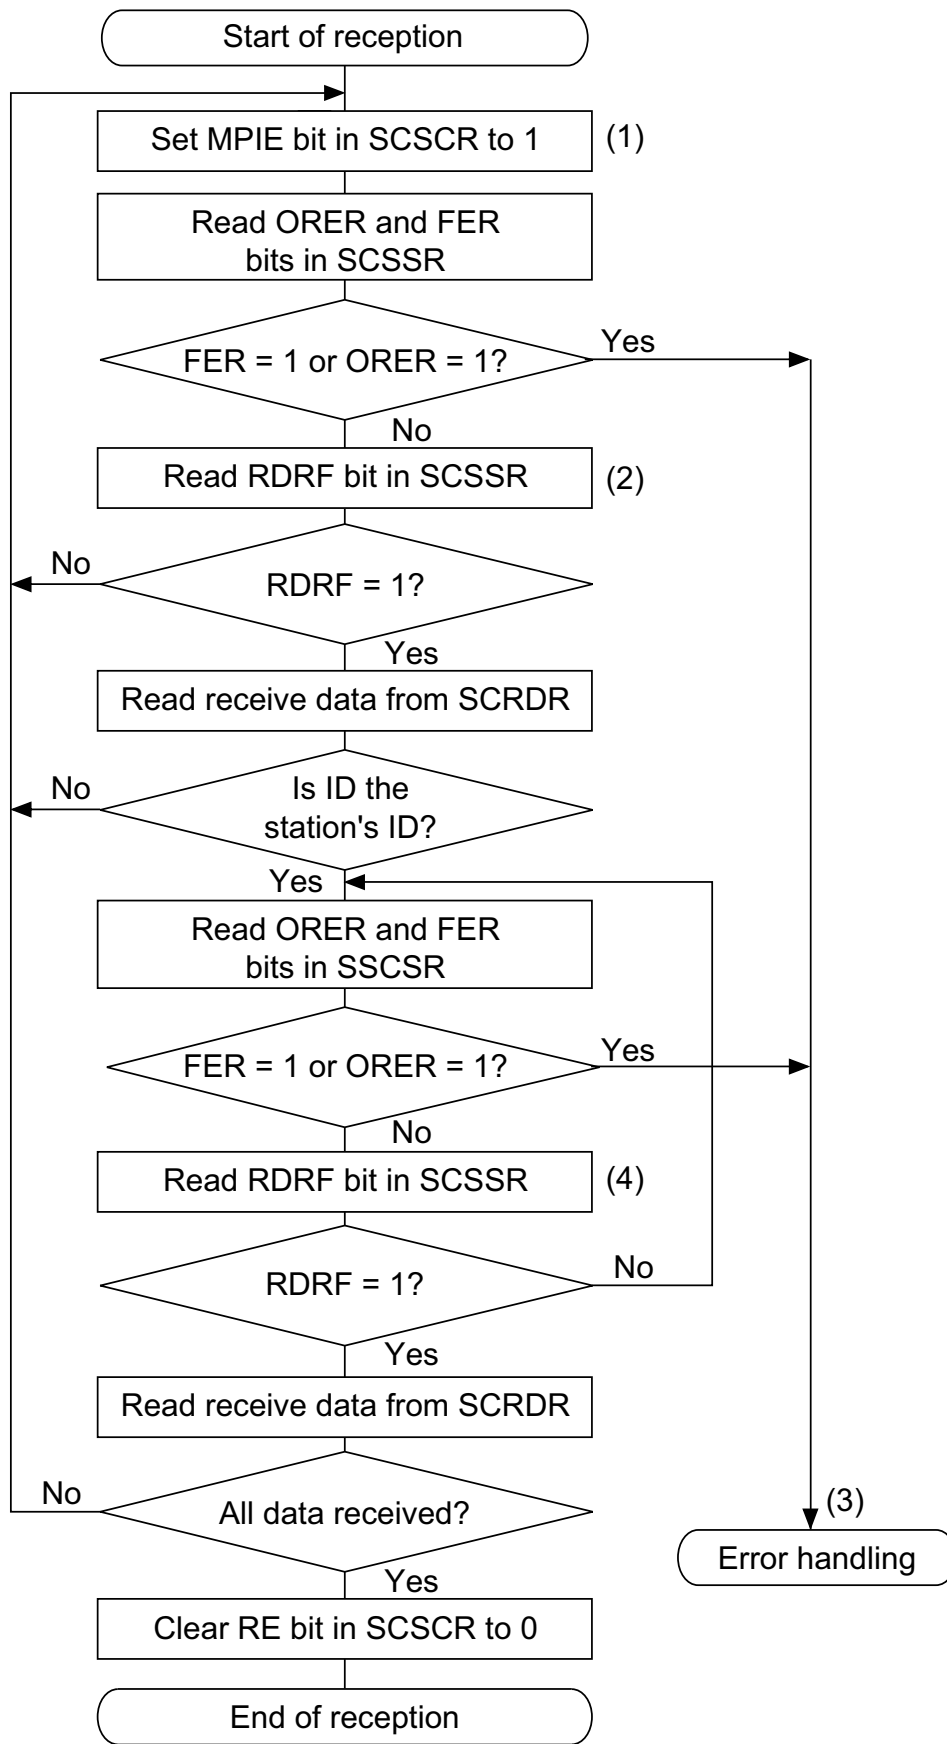 Start of reception
Set MPIE bit in SCSCR to 1
(1)
Read ORER and FER
bits in SCSSR
FER = 1 or ORER = 1?
Yes
No
Read RDRF bit in SCSSR
(2)
No
RDRF = 1?
Yes
Read receive data from SCRDR
No
Is ID the
station's ID?
Yes
Read ORER and FER
bits in SSCSR
FER = 1 or ORER = 1?
Yes
No
Read RDRF bit in SCSSR
(4)
RDRF = 1?
No
Yes
Read receive data from SCRDR
No
All data received?
(3)
Error handling
Yes
Clear RE bit in SCSCR to 0
End of reception